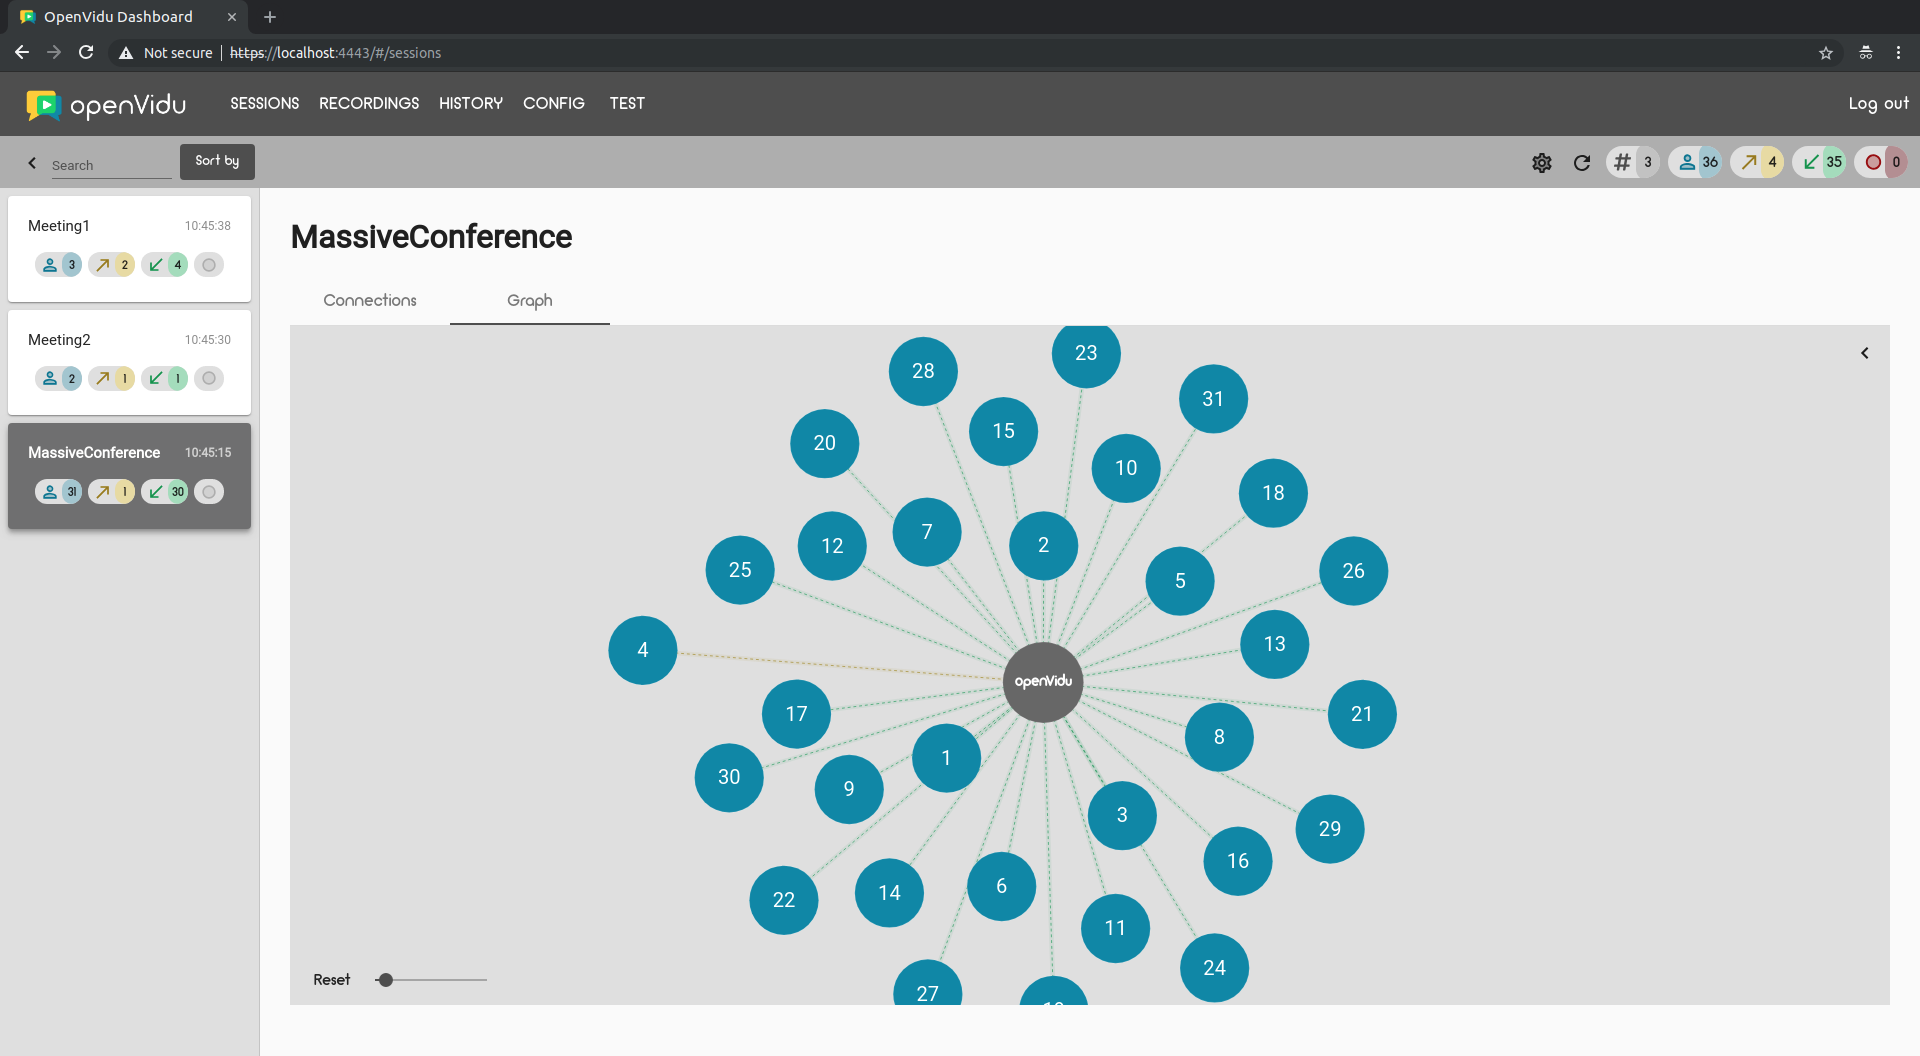 OpenVidu Dashboard
Not secure https://localhost:4443/#/sessions
openVidu SESSIONS RECORDINGS HISTORY CONFIG TEST Log out
Search Sort by 3 36 4 35 0
Meeting1 10:45:38
3 2 4
Meeting2 10:45:30
2 1 1
MassiveConference 10:45:15
31 1 30
MassiveConference
Connections Graph
23
28
31
15
20
10
18
7
2
12
25
26
5
13
4
openVidu
17
21
8
1
30
9
3
29
16
6
14
22
11
24
27
Reset